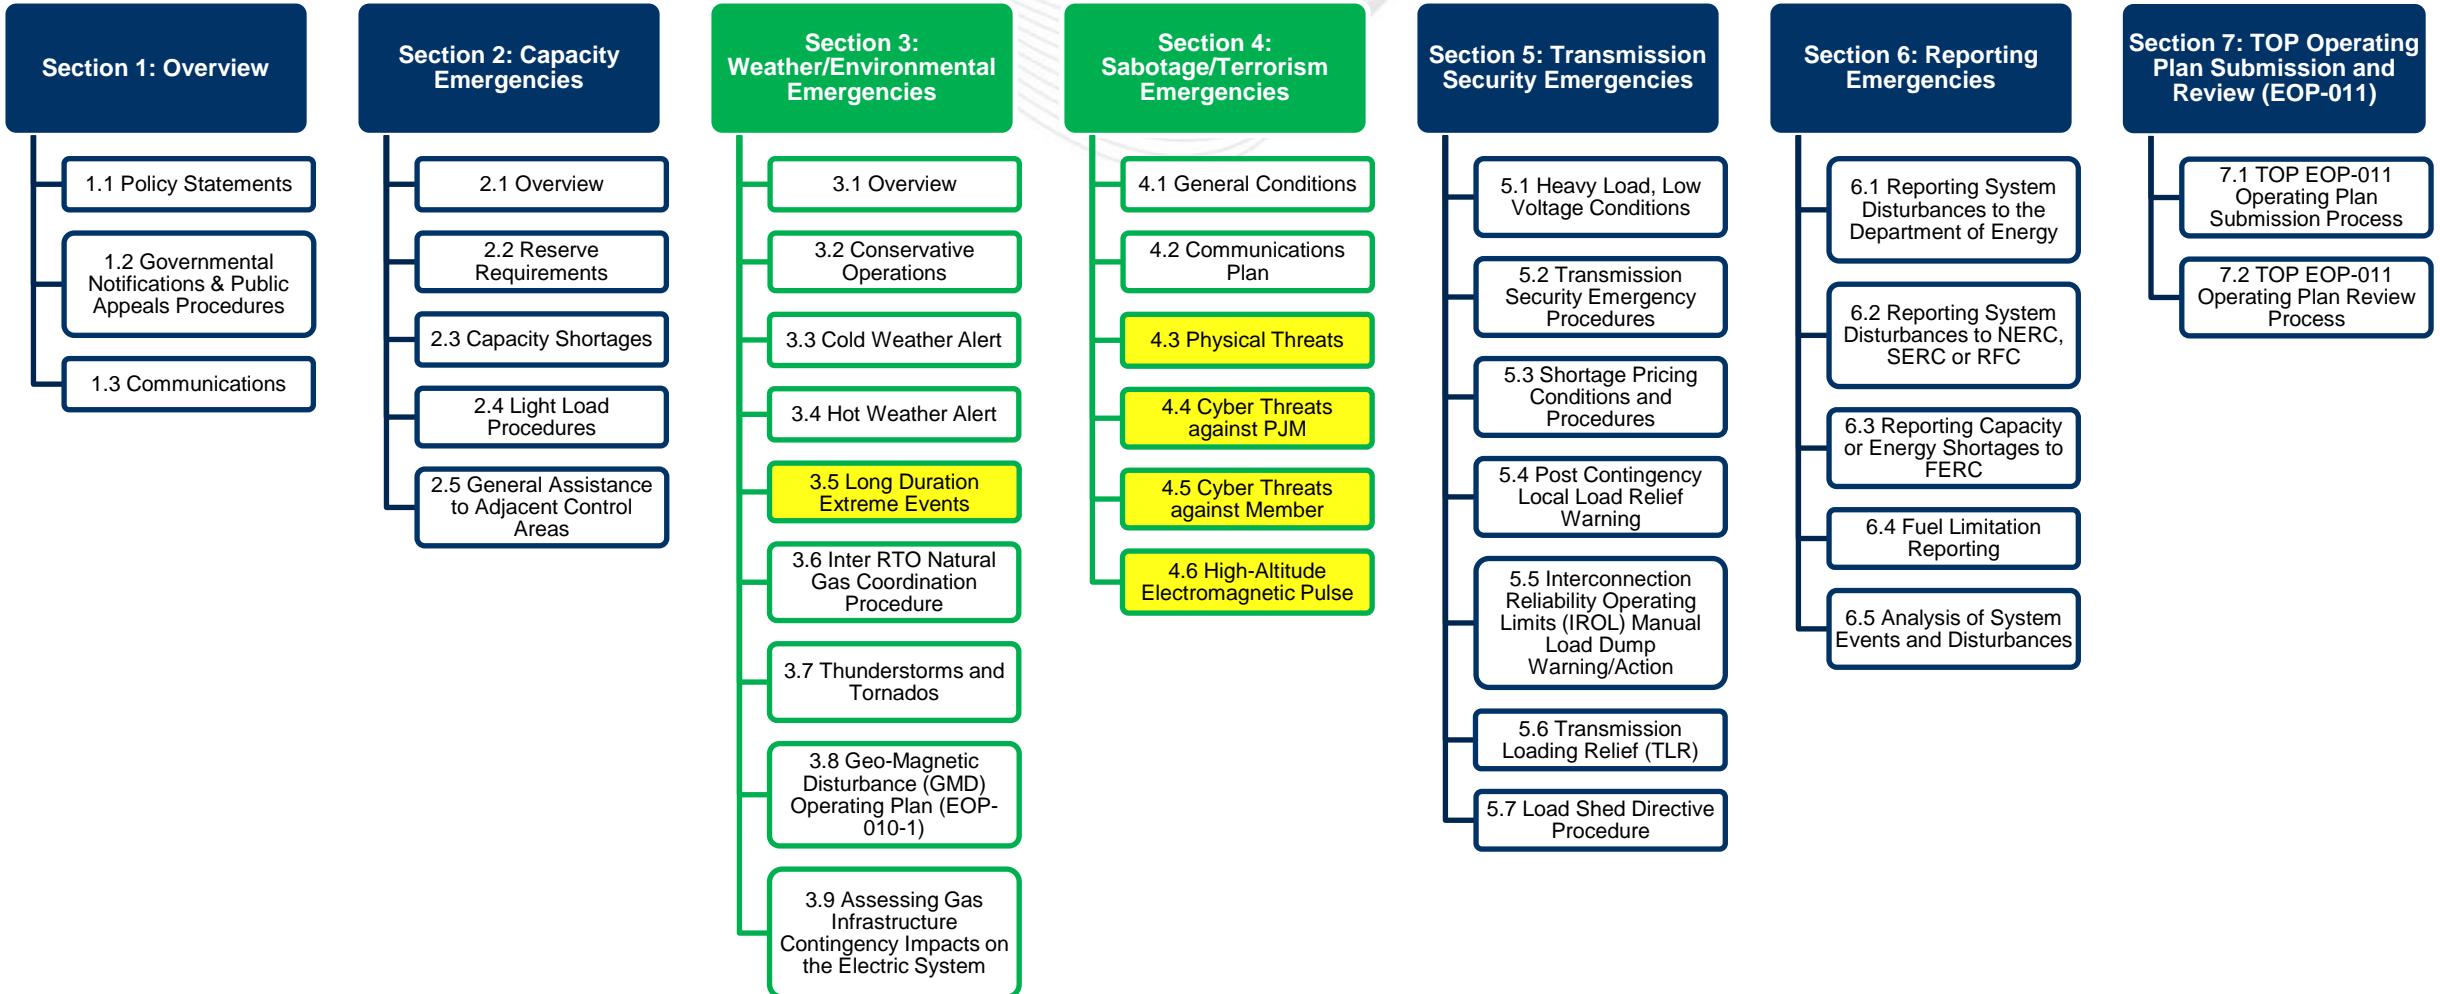 Section 1: Overview
1.1 Policy Statements
1.2 Governmental
Notifications & Public
Appeals Procedures
1.3 Communications
Section 2: Capacity
Emergencies
2.1 Overview
2.2 Reserve
Requirements
2.3 Capacity Shortages
2.4 Light Load
Procedures
2.5 General Assistance
to Adjacent Control
Areas
Section 3:
Weather/Environmental
Emergencies
3.1 Overview
3.2 Conservative
Operations
3.3 Cold Weather Alert
3.4 Hot Weather Alert
3.5 Long Duration
Extreme Events
3.6 Inter RTO Natural
Gas Coordination
Procedure
3.7 Thunderstorms and
Tornados
3.8 Geo-Magnetic
Disturbance (GMD)
Operating Plan (EOP-
010-1)
3.9 Assessing Gas
Infrastructure
Contingency Impacts on
the Electric System
Section 4:
Sabotage/Terrorism
Emergencies
4.1 General Conditions
4.2 Communications
Plan
4.3 Physical Threats
4.4 Cyber Threats
against PJM
4.5 Cyber Threats
against Member
4.6 High-Altitude
Electromagnetic Pulse
Section 5: Transmission
Security Emergencies
5.1 Heavy Load, Low
Voltage Conditions
5.2 Transmission
Security Emergency
Procedures
5.3 Shortage Pricing
Conditions and
Procedures
5.4 Post Contingency
Local Load Relief
Warning
5.5 Interconnection
Reliability Operating
Limits (IROL) Manual
Load Dump
Warning/Action
5.6 Transmission
Loading Relief (TLR)
5.7 Load Shed Directive
Procedure
Section 6: Reporting
Emergencies
6.1 Reporting System
Disturbances to the
Department of Energy
6.2 Reporting System
Disturbances to NERC,
SERC or RFC
6.3 Reporting Capacity
or Energy Shortages to
FERC
6.4 Fuel Limitation
Reporting
6.5 Analysis of System
Events and Disturbances
Section 7: TOP Operating
Plan Submission and
Review (EOP-011)
7.1 TOP EOP-011
Operating Plan
Submission Process
7.2 TOP EOP-011
Operating Plan Review
Process